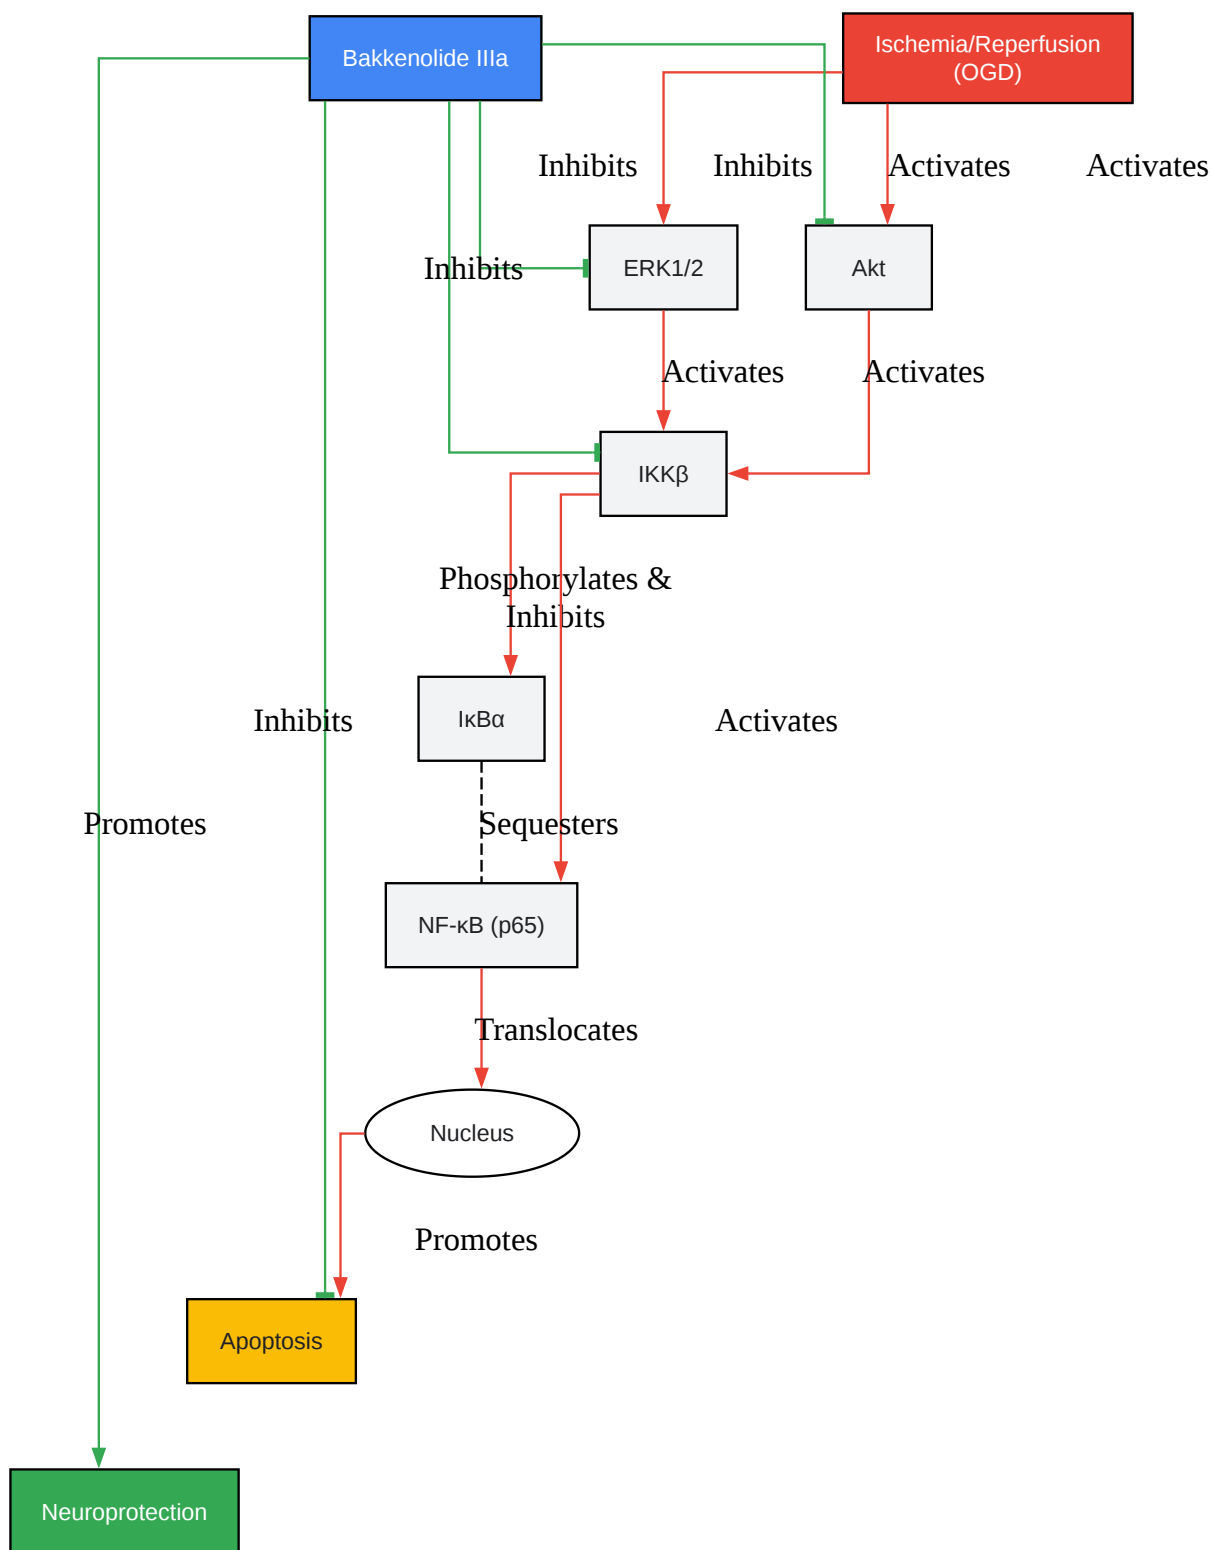 Bakkenolide IIIa
Ischemia/Reperfusion
(OGD)
Inhibits
Inhibits
Activates
Activates
Inhibits
ERK1/2
Akt
Activates
Activates
IKKβ
Phosphorylates &
Inhibits
IκBα
Inhibits
Activates
Promotes
Sequesters
NF-κB (p65)
Translocates
Nucleus
Promotes
Apoptosis
Neuroprotection